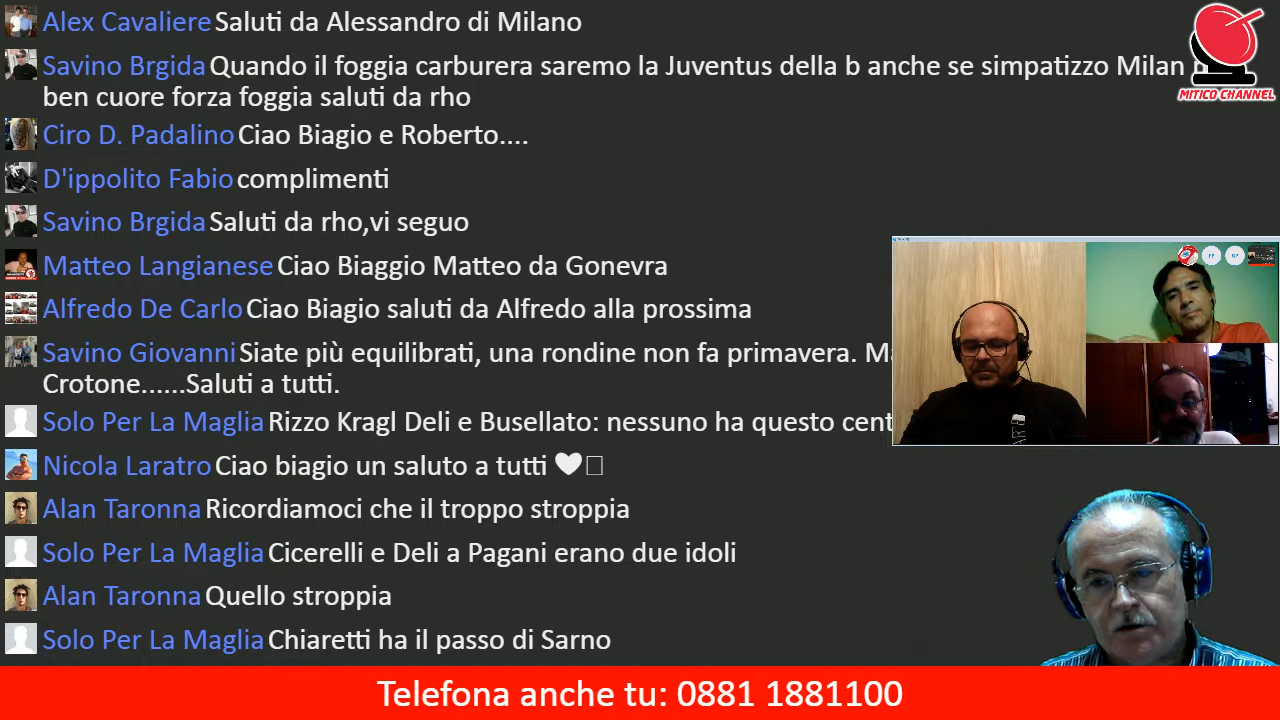 Alex Cavaliere Saluti da Alessandro di Milano
Savino Brgida Quando il foggia carburera saremo la Juventus della b anche se simpatizzo Milan
ben cuore forza foggia saluti da rho
MITICO CHANNEL
Ciro D. Padalino Ciao Biagio e Roberto....
D'ippolito Fabio complimenti
Savino Brgida Saluti da rho,vi seguo
Matteo Langianese Ciao Biaggio Matteo da Gonevra
Alfredo De Carlo Ciao Biagio saluti da Alfredo alla prossima
Savino Giovanni Siate più equilibrati, una rondine non fa primavera.
Crotone......Saluti a tutti.
Solo Per La Maglia Rizzo Kragl Deli e Busellato: nessuno ha questo cent
Nicola Laratro Ciao biagio un saluto a tutti
Alan Taronna Ricordiamoci che il troppo stroppia
Solo Per La Maglia Cicerelli e Deli a Pagani erano due idoli
Alan Taronna Quello stroppia
Solo Per La Maglia Chiaretti ha il passo di Sarno
Telefona anche tu: 0881 1881100